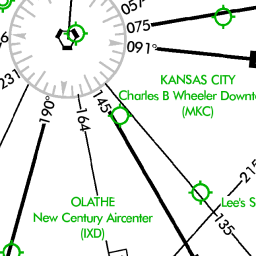 057
075
091°
231
190°
164
145
KANSAS CITY
Charles B Wheeler Downt
(MKC)
215
Lee's S
135
OLATHE
New Century Aircenter
(IXD)